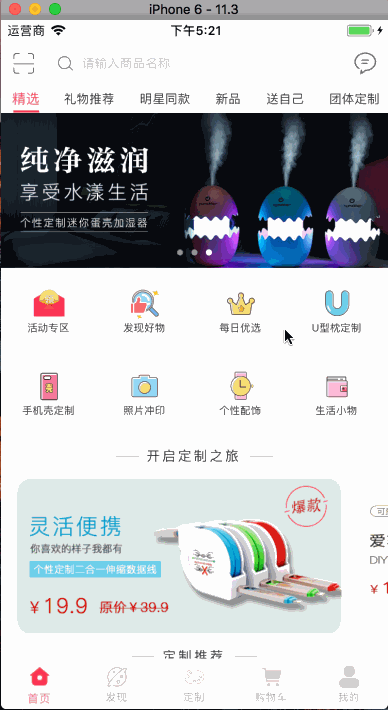 iPhone 6 - 11.3
运营商 下午5:21
请输入商品名称
精选 礼物推荐 明星同款 新品 送自己 团体定制
纯净滋润
享受水漾生活
个性定制迷你蛋壳加湿器
活动专区 发现好物 每日优选 U型枕定制
手机壳定制 照片冲印 个性配饰 生活小物
开启定制之旅
爆款
灵活便携
你喜欢的样子我都有
个性定制二合一伸缩数据线
¥19.9 原价¥39.9
DIY
¥1
定制推荐
首页 发现 定制 购物车 我的